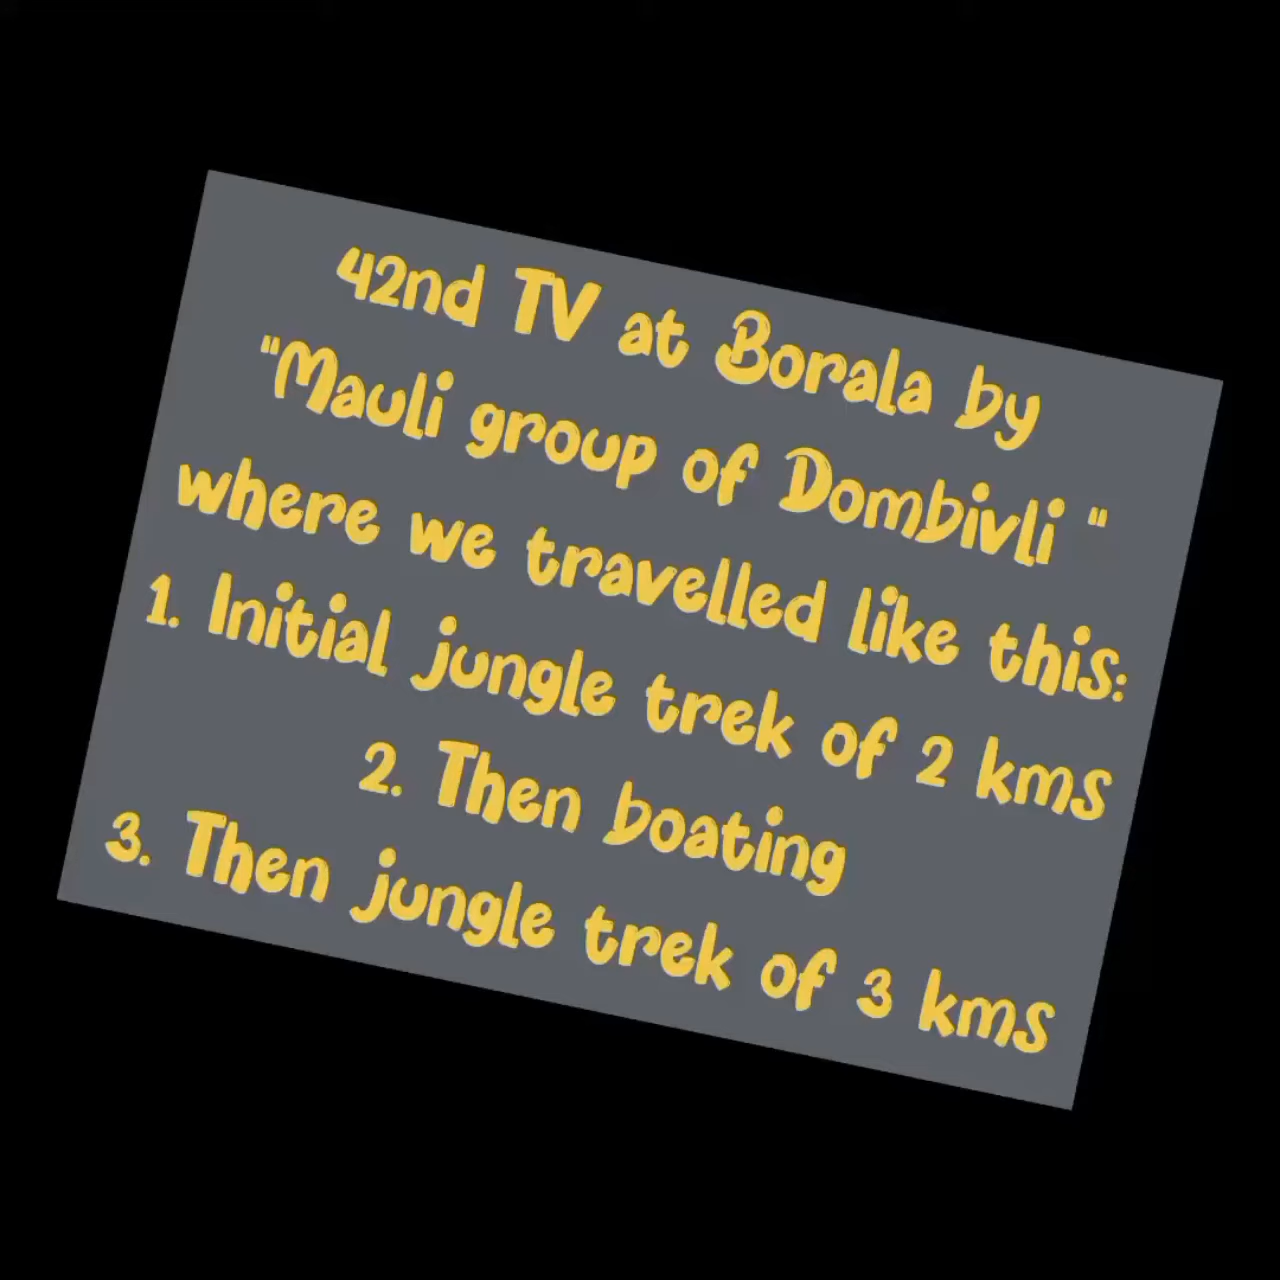 42nd TV at Borala by
"Mauli group of Dombivli "
where we travelled like this:
1. Initial jungle trek of 2 kms
2. Then boating
3. Then jungle trek of 3 kms